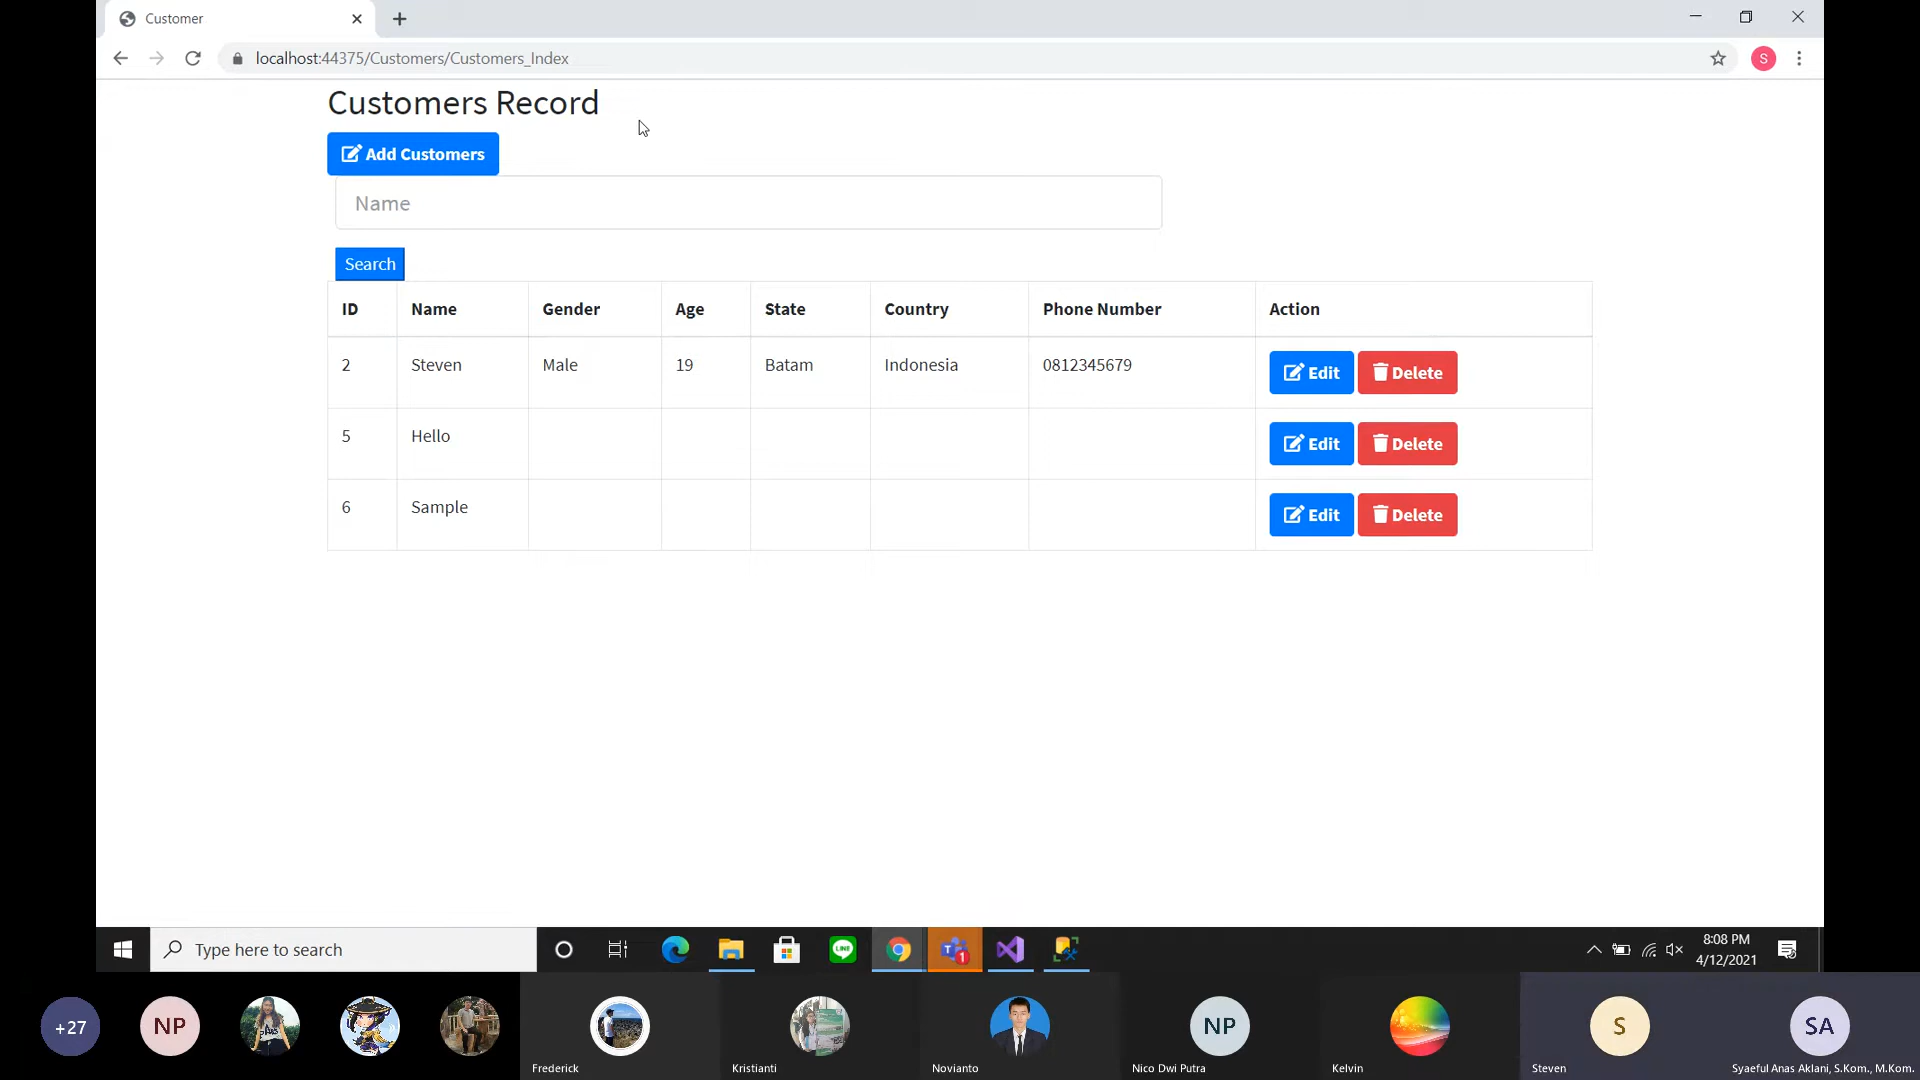 Customer
localhost:44375/Customers/Customers_Index
S
Customers Record
Add Customers
Name
Search
ID Name Gender Age State Country Phone Number Action
2 Steven Male 19 Batam Indonesia 0812345679 Edit Delete
5 Hello Edit Delete
6 Sample Edit Delete
Type here to search
LINE
1
8:08 PM
4/12/2021
+27 NP NP S SA
Frederick Kristianti Novianto Nico Dwi Putra Kelvin Steven Syaeful Anas Aklani, S.Kom., M.Kom.